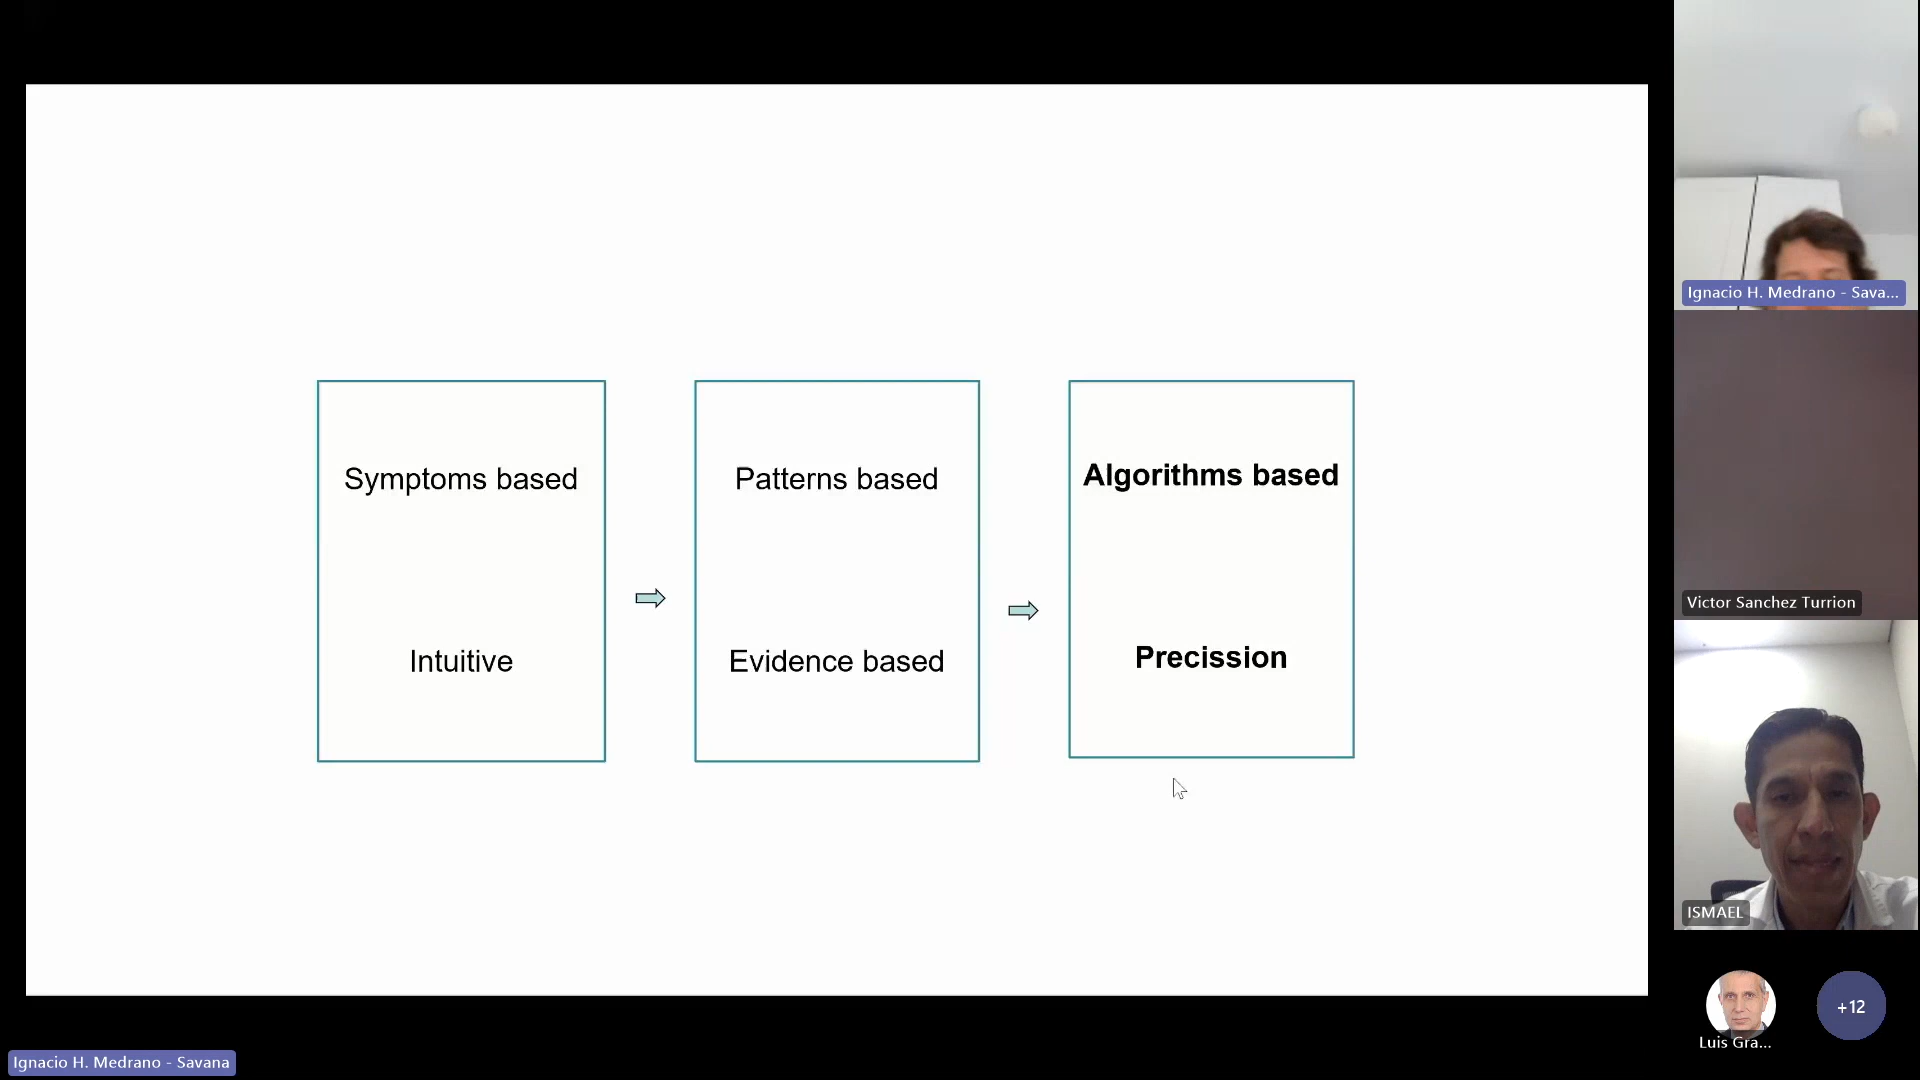 Symptoms based
Intuitive
Patterns based
Evidence based
Algorithms based
Precission
Ignacio H. Medrano - Sava...
Victor Sanchez Turrion
ISMAEL
Luis Gra...
+12
Ignacio H. Medrano - Savana